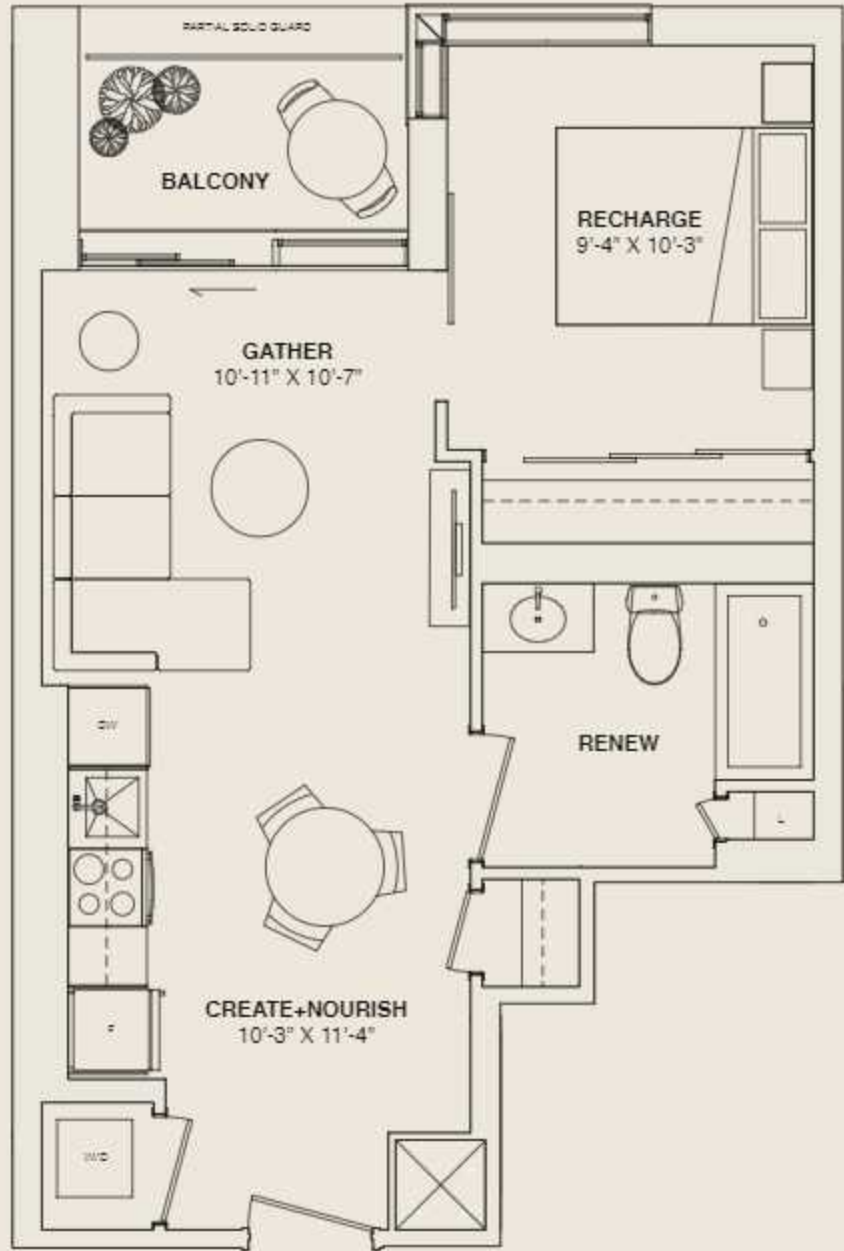 PARTIAL SOLID GUARD
BALCONY
RECHARGE
9'-4" X 10'-3"
GATHER
10'-11" X 10'-7"
DW
RENEW
L
CREATE+NOURISH
10'-3" X 11'-4"
F
W/D